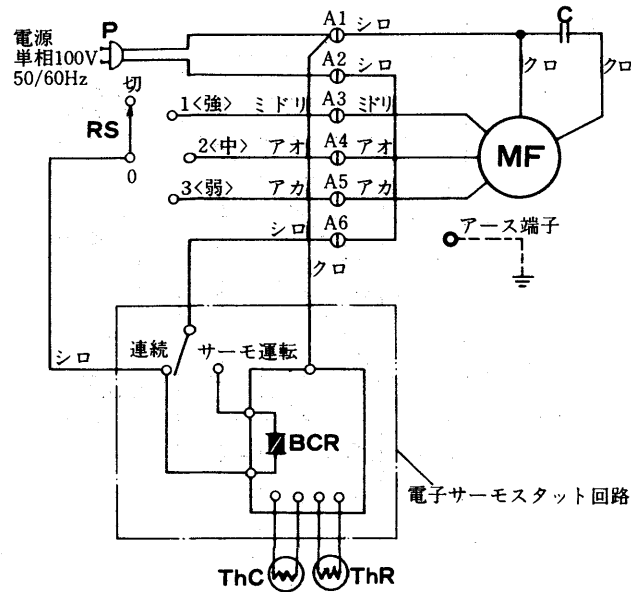 電源
単相100V
50/60Hz
P
A1 シロ
C
A2 シロ
クロ
クロ
切
1<強> ミドリ A3 ミドリ
RS
2<中> アオ A4 アオ
MF
0
3<弱> アカ A5 アカ
シロ A6
アース端子
クロ
シロ
連続
サーモ運転
BCR
電子サーモスタット回路
ThC
ThR